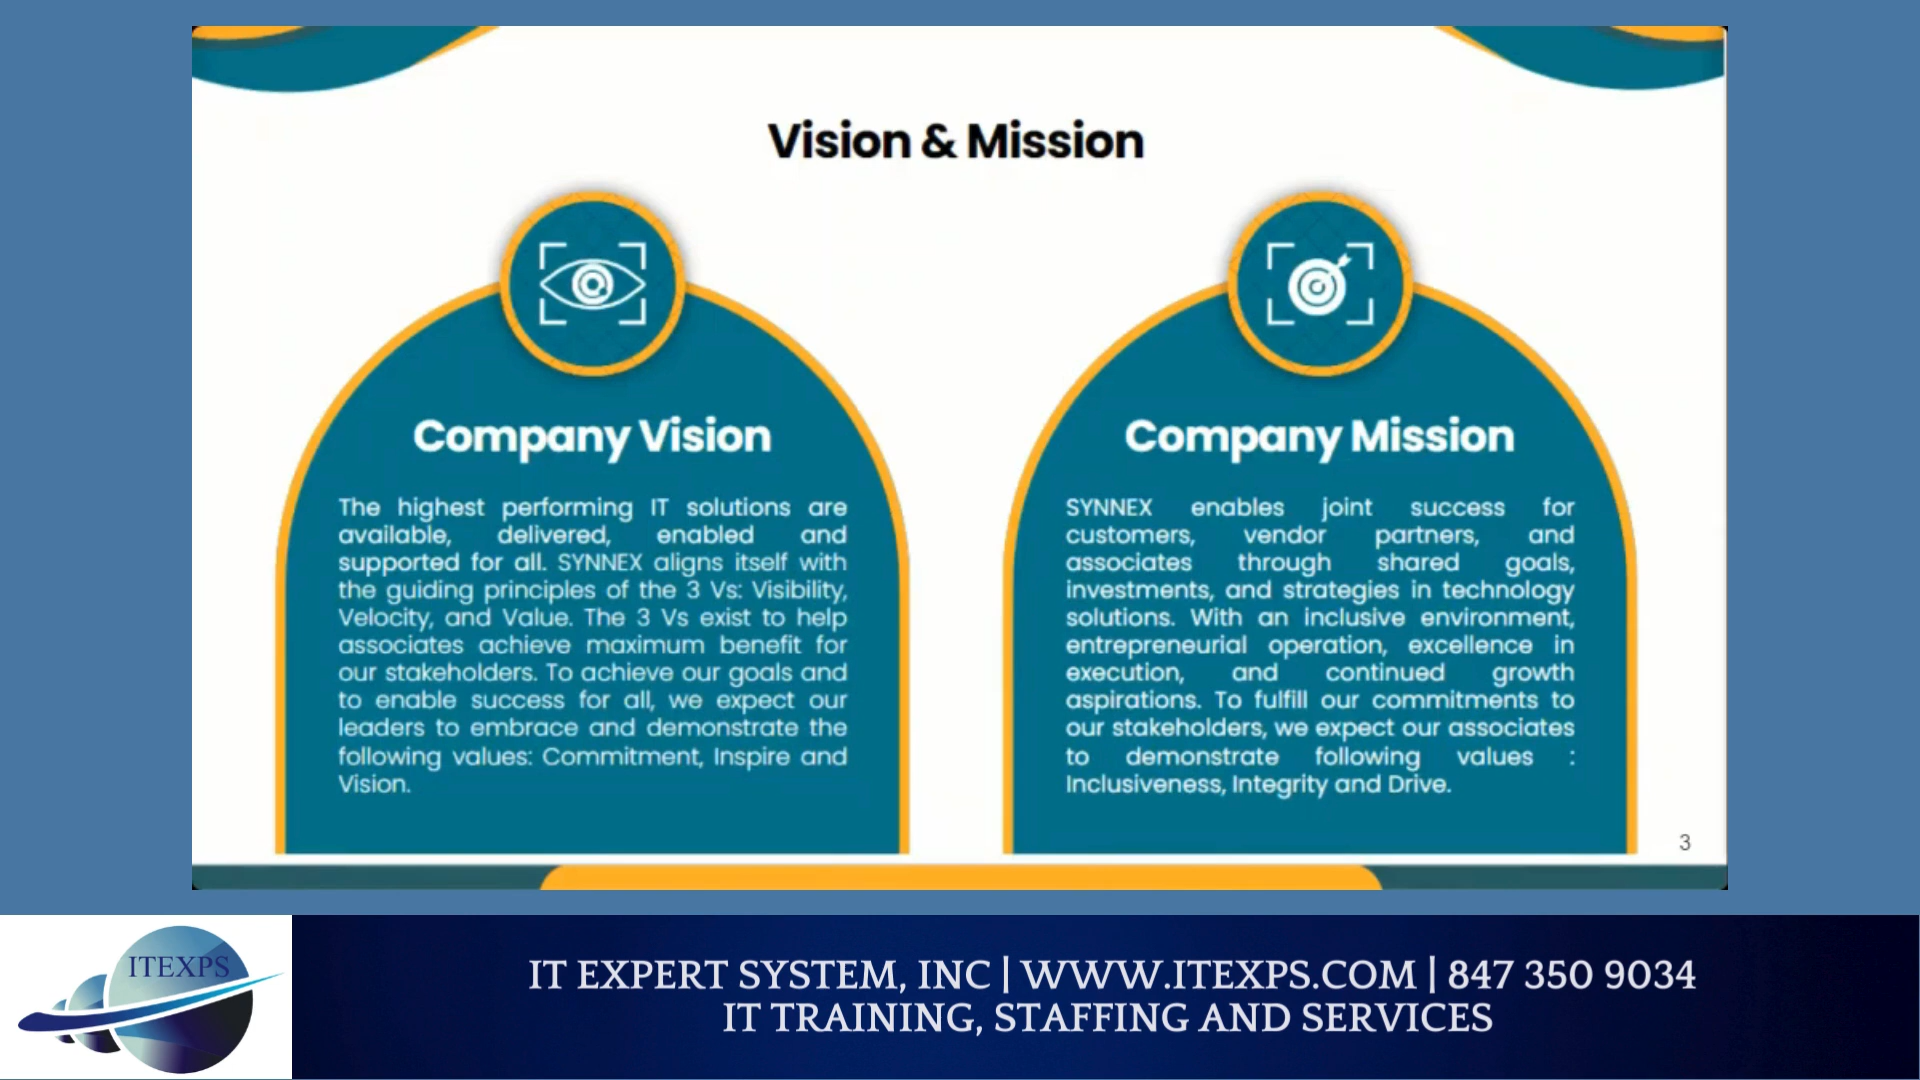 Vision & Mission
Company Vision
The highest performing IT solutions are
available, delivered, enabled and
supported for all. SYNNEX aligns itself with
the guiding principles of the 3 Vs: Visibility,
Velocity, and Value. The 3 Vs exist to help
associates achieve maximum benefit for
our stakeholders. To achieve our goals and
to enable success for all, we expect our
leaders to embrace and demonstrate the
following values: Commitment, Inspire and
Vision.
Company Mission
SYNNEX enables joint success for
customers, vendor partners, and
associates through shared goals,
investments, and strategies in technology
solutions. With an inclusive environment,
entrepreneurial operation, excellence in
execution, and continued growth
aspirations. To fulfill our commitments to
our stakeholders, we expect our associates
to demonstrate following values :
Inclusiveness, Integrity and Drive.
3
ITEXPS
IT EXPERT SYSTEM, INC | WWW.ITEXPS.COM | 847 350 9034
IT TRAINING, STAFFING AND SERVICES